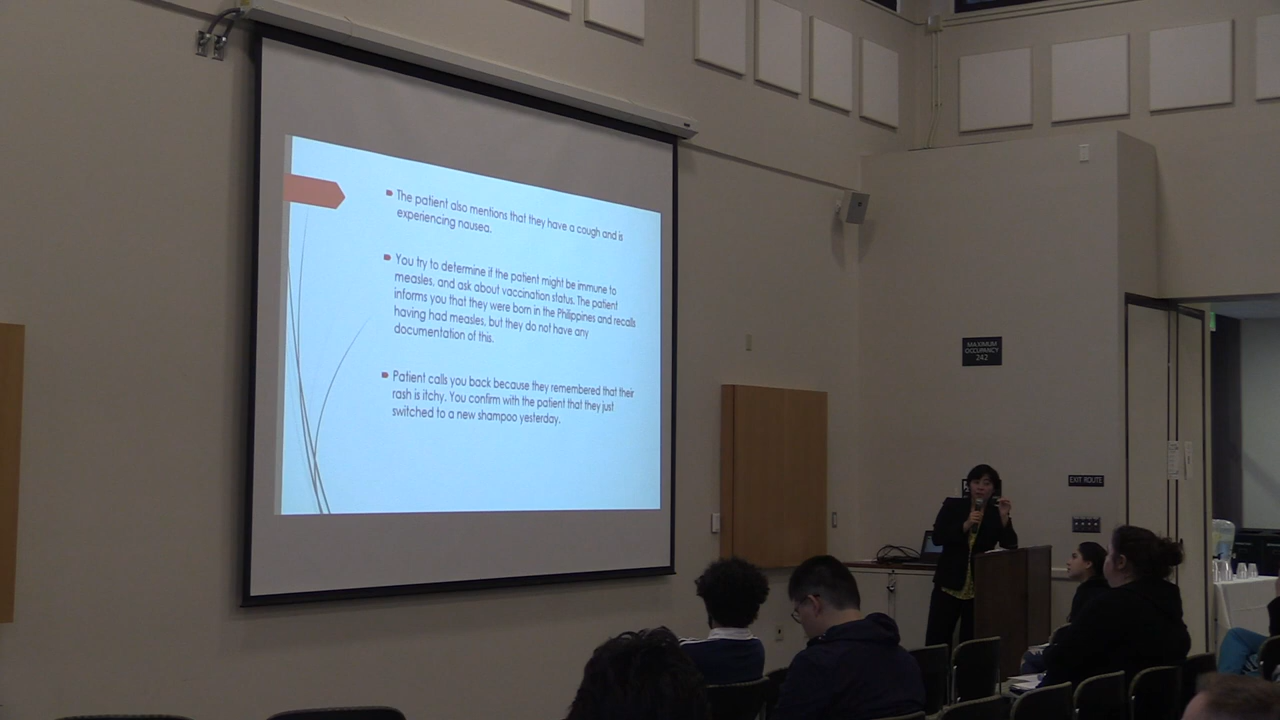 The patient also mentions that they have a cough and is
experiencing nausea.
You try to determine if the patient might be immune to
measles, and ask about vaccination status. The patient
informs you that they were born in the Philippines and recalls
having had measles, but they do not have any
documentation of this.
Patient calls you back because they remembered that their
rash is itchy. You confirm with the patient that they just
switched to a new shampoo yesterday.
MAXIMUM
OCCUPANCY
242
EXIT ROUTE